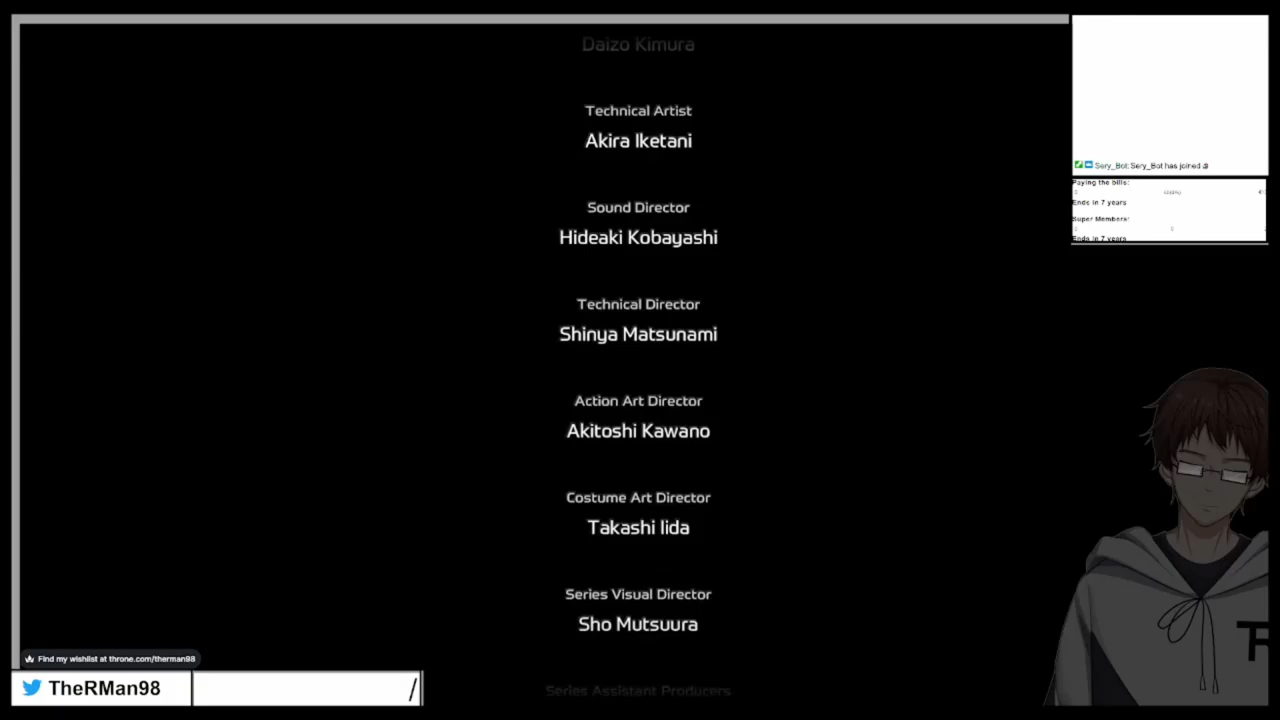 Daizo Kimura
Technical Artist
Akira Iketani
Sound Director
Hideaki Kobayashi
Technical Director
Shinya Matsunami
Action Art Director
Akitoshi Kawano
Costume Art Director
Takashi Iida
Series Visual Director
Sho Mutsuura
Series Assistant Producers
Sery_Bot: Sery_Bot has joined
Paying the bills:
Ends in 7 years
Super Members:
Ends in 7 years
Find my wishlist at throne.com/therman98
TheRMan98
/